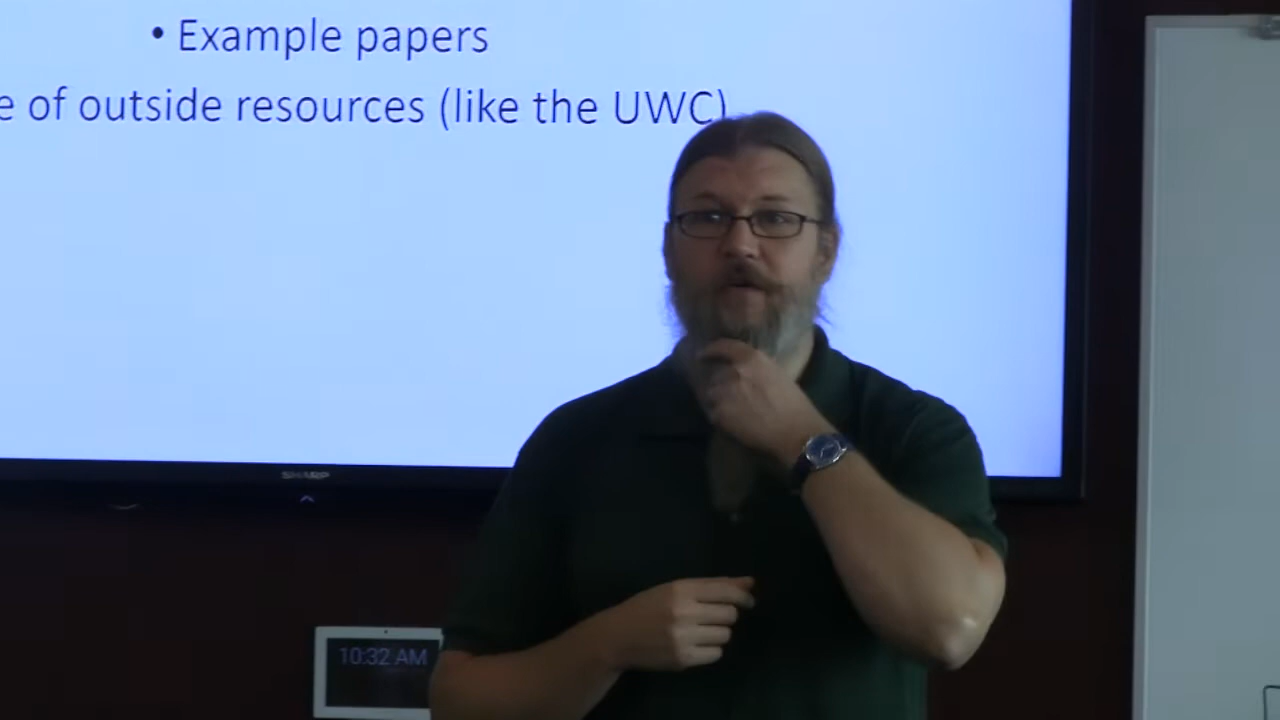 • Example papers
e of outside resources (like the UWC)
SHARP
10:32 AM